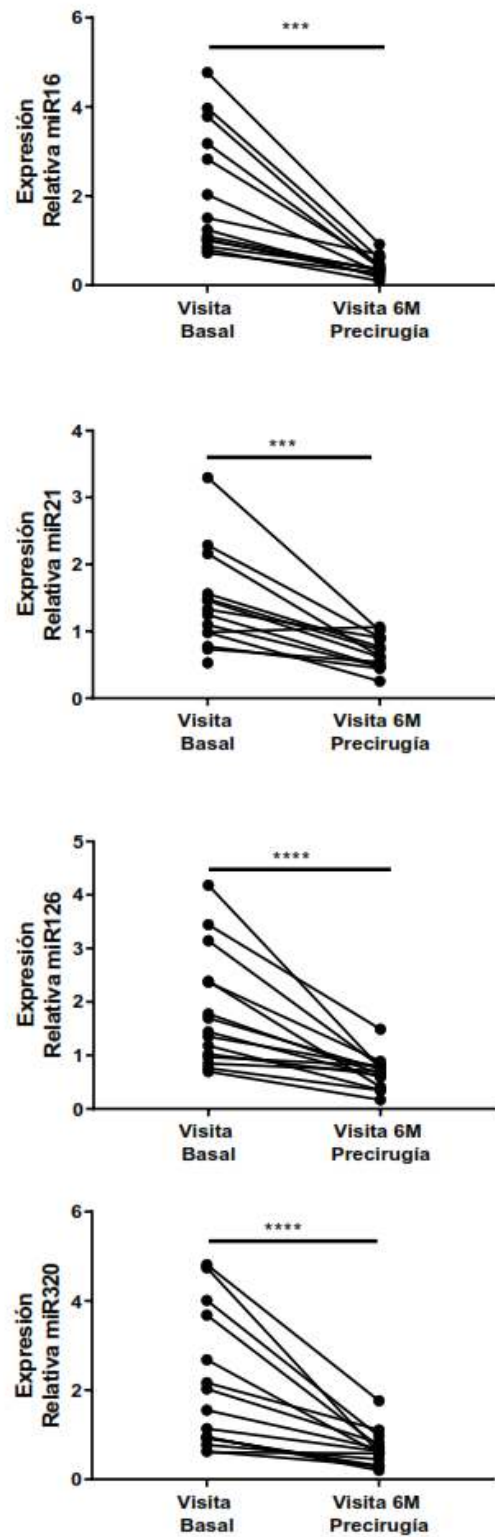 ***
Expresión
Relativa miR16
6
4
2
0
Visita
Basal
Visita 6M
Precirugía
***
Expresión
Relativa miR21
4
3
2
1
0
Visita
Basal
Visita 6M
Precirugía
****
Expresión
Relativa miR126
5
4
3
2
1
0
Visita
Basal
Visita 6M
Precirugía
****
Expresión
Relativa miR320
6
4
2
0
Visita
Basal
Visita 6M
Precirugía